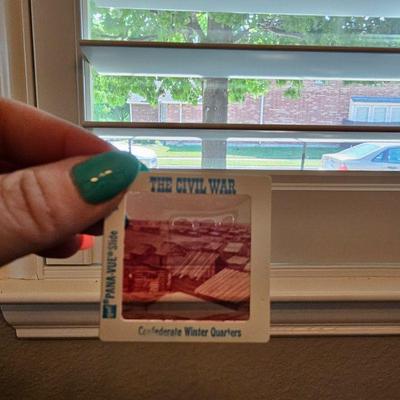 THE CIVIL WAR
PANA-VUE® Slide
Confederate Winter Quarters